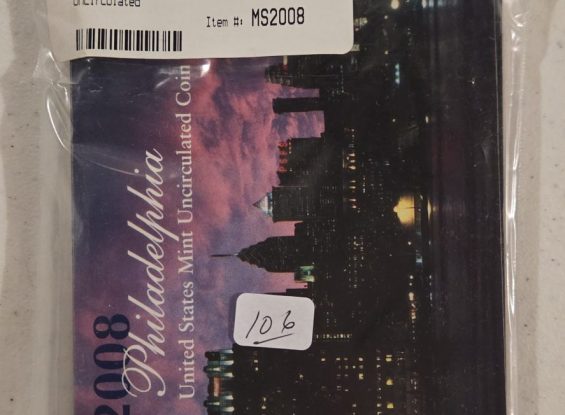 Uncirculated
Item #: MS2008
2008
Philadelphia
United States Mint Uncirculated Coin
106